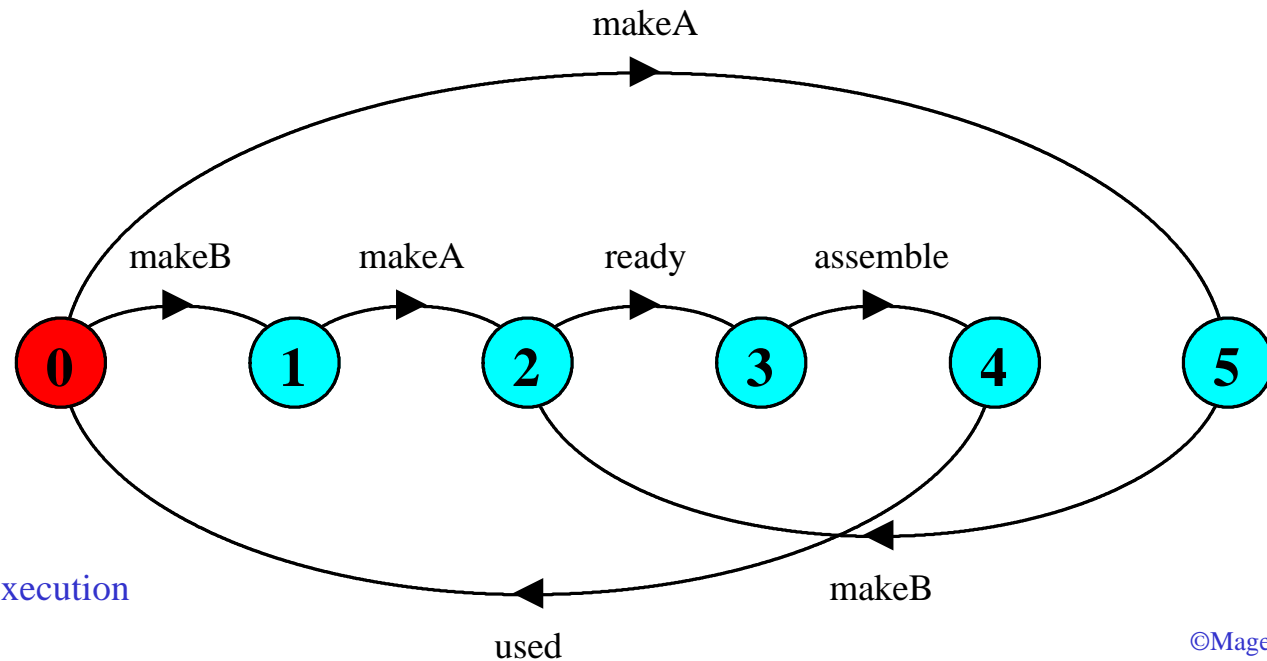 makeA
makeB
makeA
ready
assemble
0
1
2
3
4
5
xecution
makeB
used
©Mage